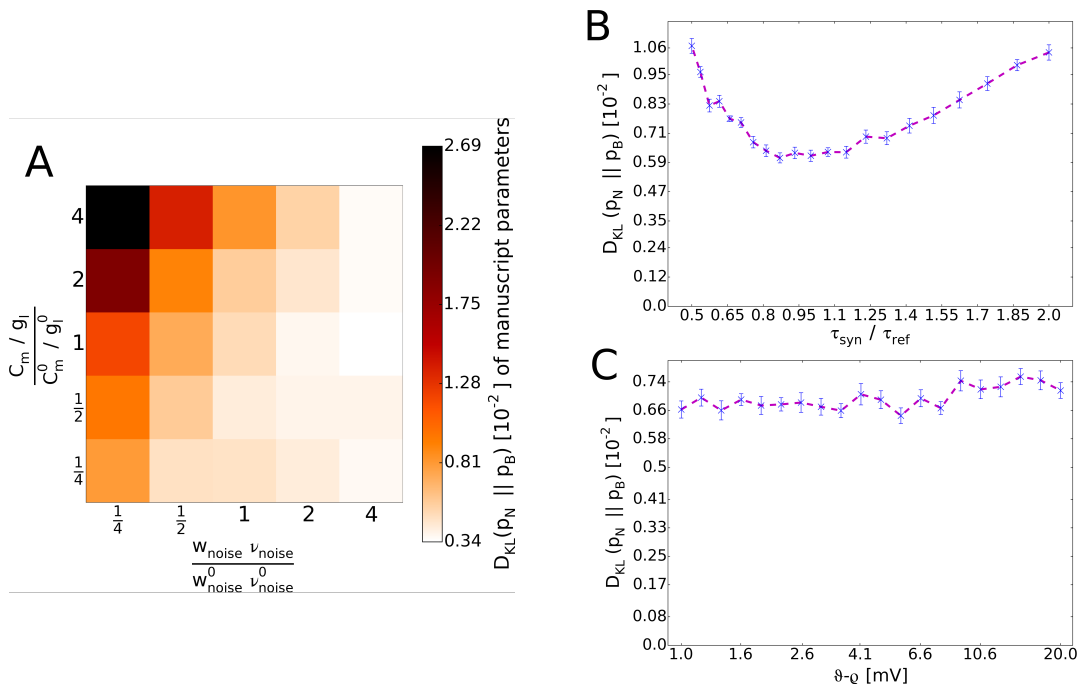 A
4
2
1
1/2
1/4
C_m / g_l
C_m^0 / g_l^0
1/4
1/2
1
2
4
w_noise ν_noise
w_noise^0 ν_noise^0
2.69
2.22
1.75
1.28
0.81
0.34
D_KL(p_N || p_B) [10^-2] of manuscript parameters
B
1.06
0.95
0.83
0.71
0.59
0.47
0.35
0.24
0.12
0.0
D_KL (p_N || p_B) [10^-2]
0.5 0.65 0.8 0.95 1.1 1.25 1.4 1.55 1.7 1.85 2.0
τ_syn / τ_ref
C
0.74
0.66
0.58
0.5
0.41
0.33
0.25
0.17
0.08
0.0
D_KL (p_N || p_B) [10^-2]
1.0 1.6 2.6 4.1 6.6 10.6 20.0
ϑ-ϱ [mV]